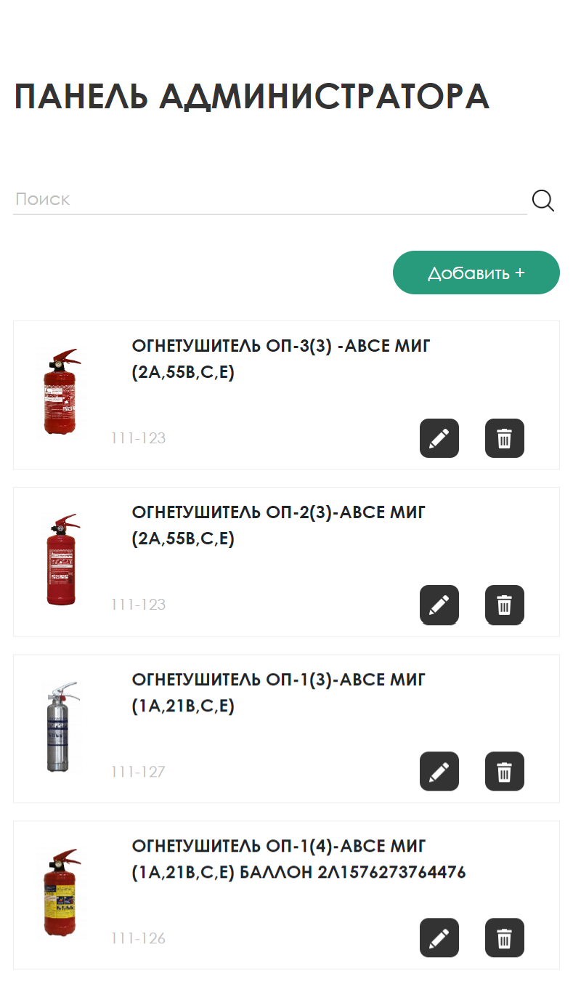 ПАНЕЛЬ АДМИНИСТРАТОРА
Поиск
Добавить +
ОГНЕТУШИТЕЛЬ ОП-3(3) -АВСЕ МИГ
(2А,55В,С,Е)
111-123
ОГНЕТУШИТЕЛЬ ОП-2(3)-АВСЕ МИГ
(2А,55В,С,Е)
111-123
ОГНЕТУШИТЕЛЬ ОП-1(3)-АВСЕ МИГ
(1А,21В,С,Е)
111-127
ОГНЕТУШИТЕЛЬ ОП-1(4)-АВСЕ МИГ
(1А,21В,С,Е) БАЛЛОН 2Л1576273764476
111-126